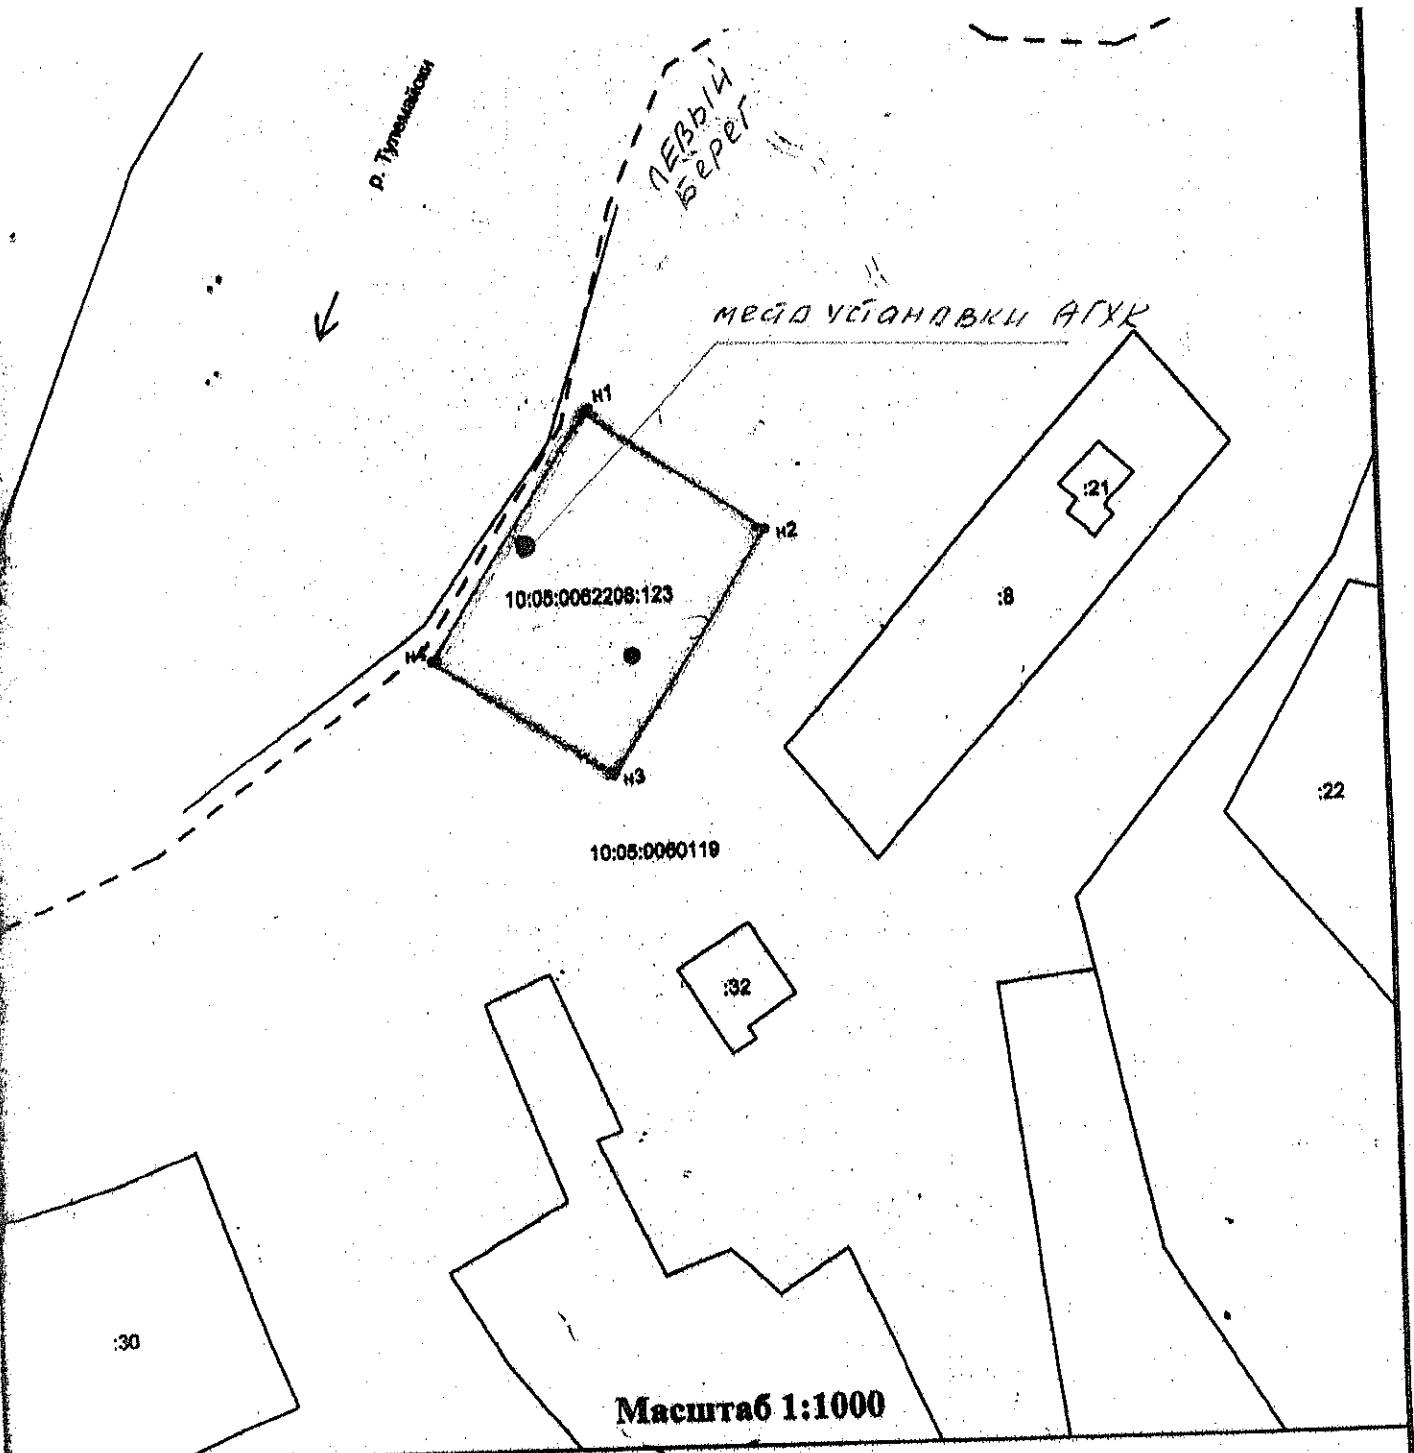 р. Тулемайоки
ЛЕВЫЙ
БЕРЕГ
место установки АГХК
н1
н2
:21
10:05:0062208:123
:8
н4
н3
:22
10:05:0060119
:32
:30
Масштаб 1:1000